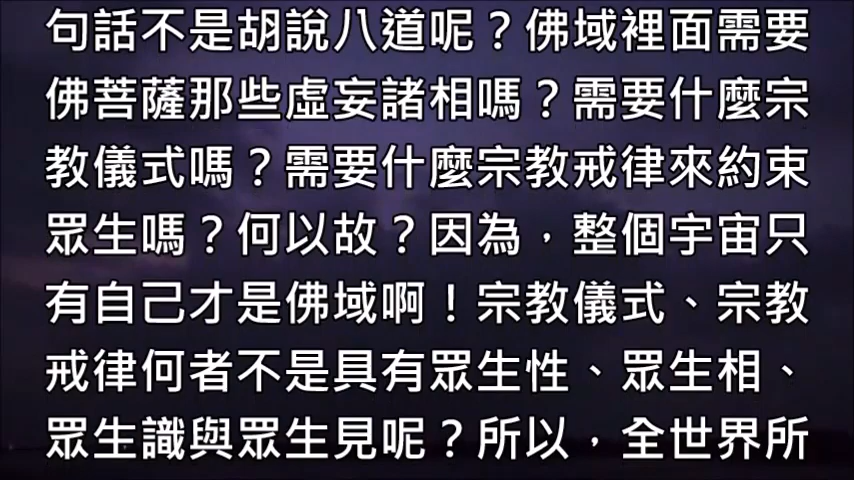 句話不是胡說八道呢？佛域裡面需要
佛菩薩那些虛妄諸相嗎？需要什麼宗
教儀式嗎？需要什麼宗教戒律來約束
眾生嗎？何以故？因為，整個宇宙只
有自己才是佛域啊！宗教儀式、宗教
戒律何者不是具有眾生性、眾生相、
眾生識與眾生見呢？所以，全世界所